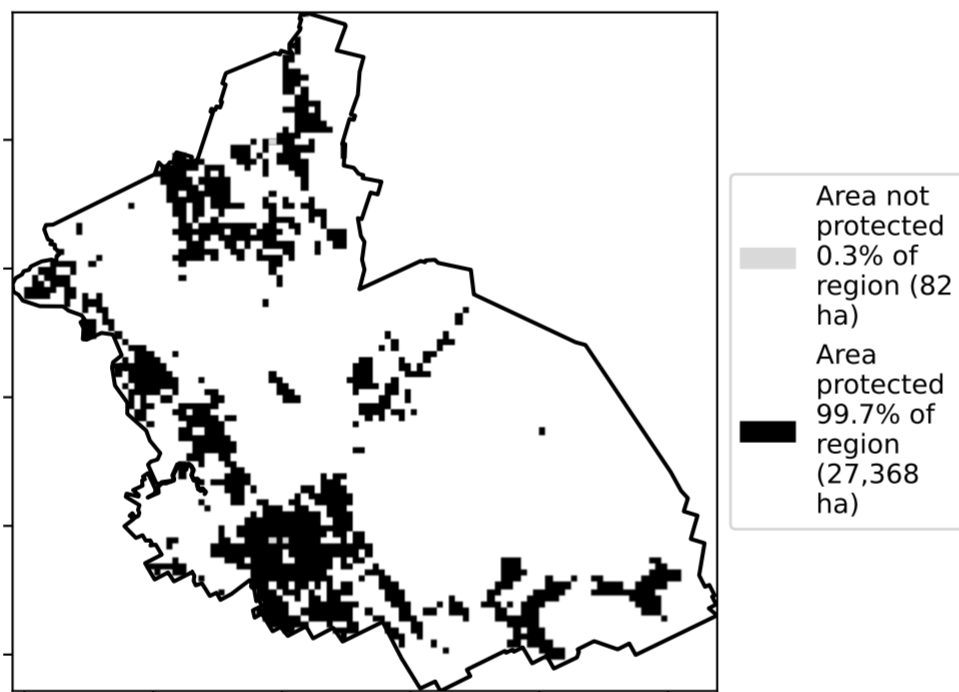 Area not
protected
0.3% of
region (82
ha)
Area
protected
99.7% of
region
(27,368
ha)